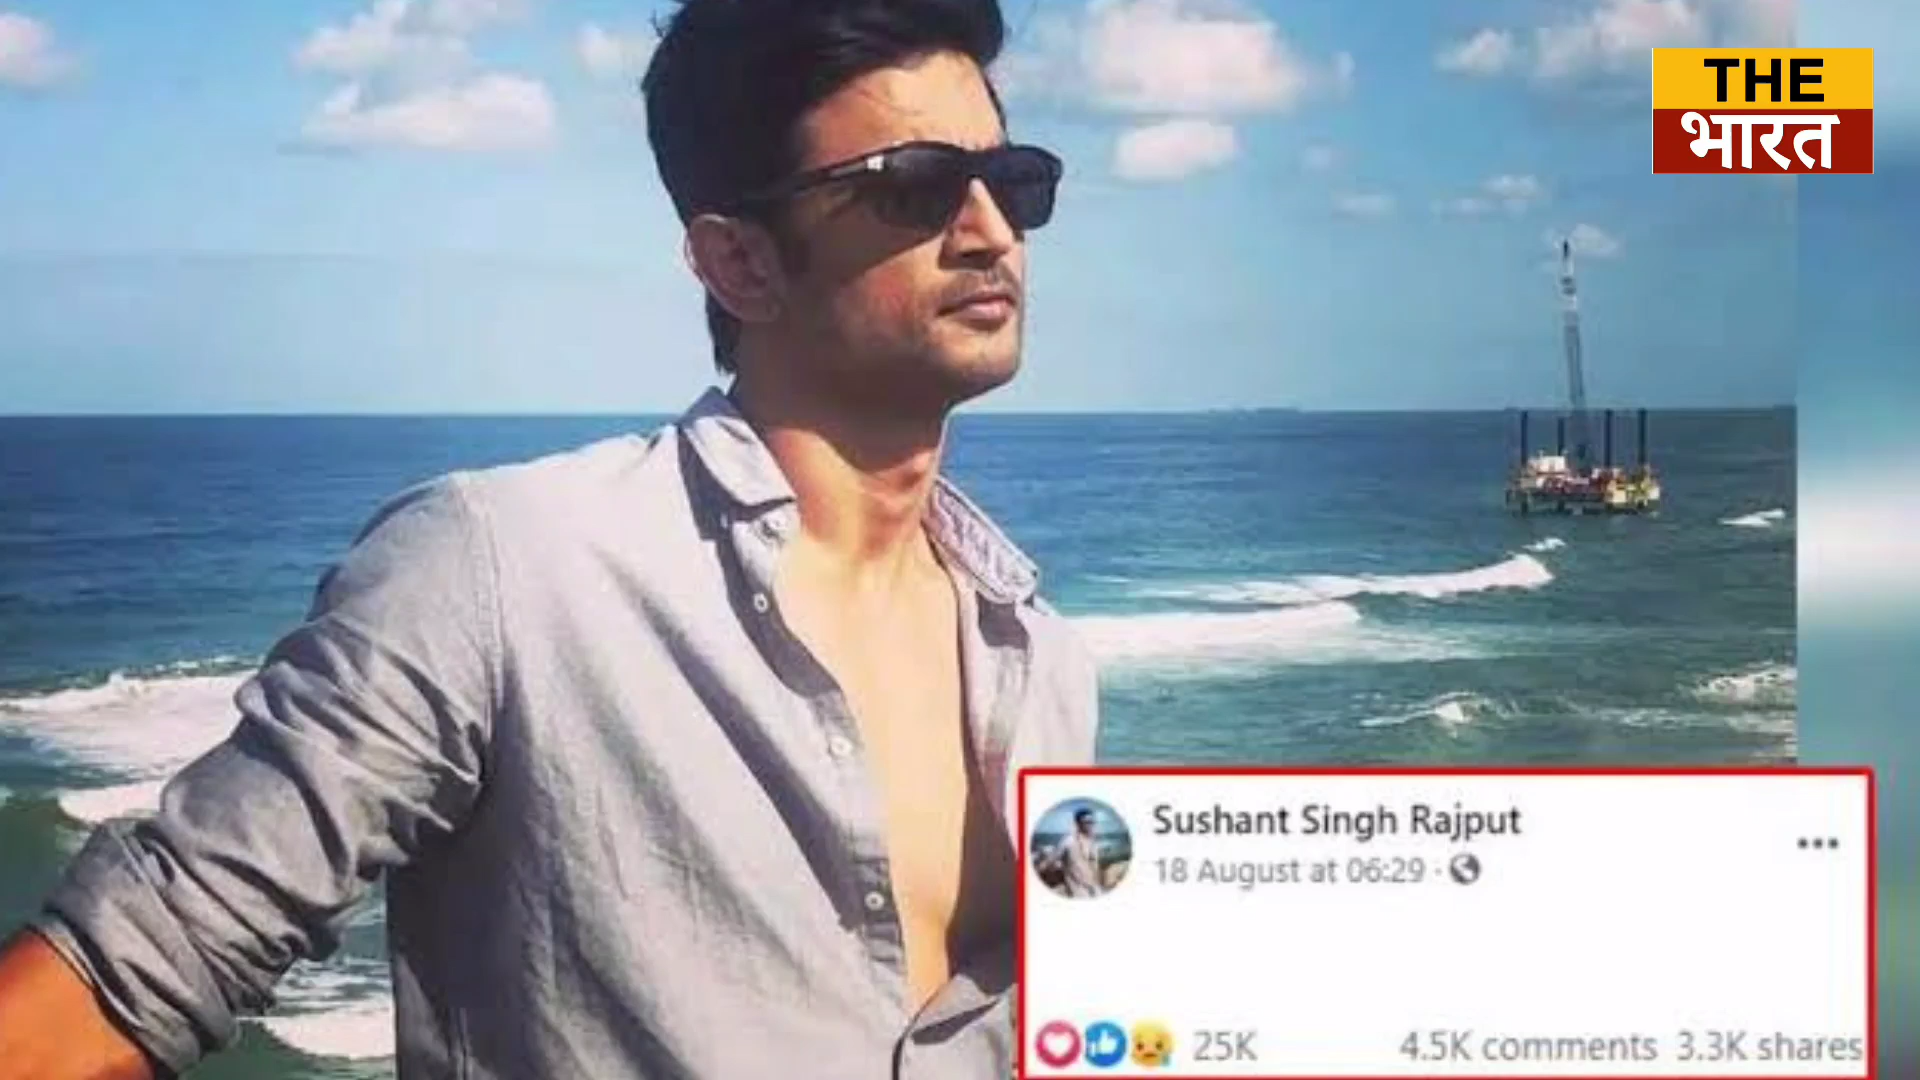 THE
भारत
Sushant Singh Rajput
18 August at 06:29 ·
25K 4.5K comments 3.3K shares